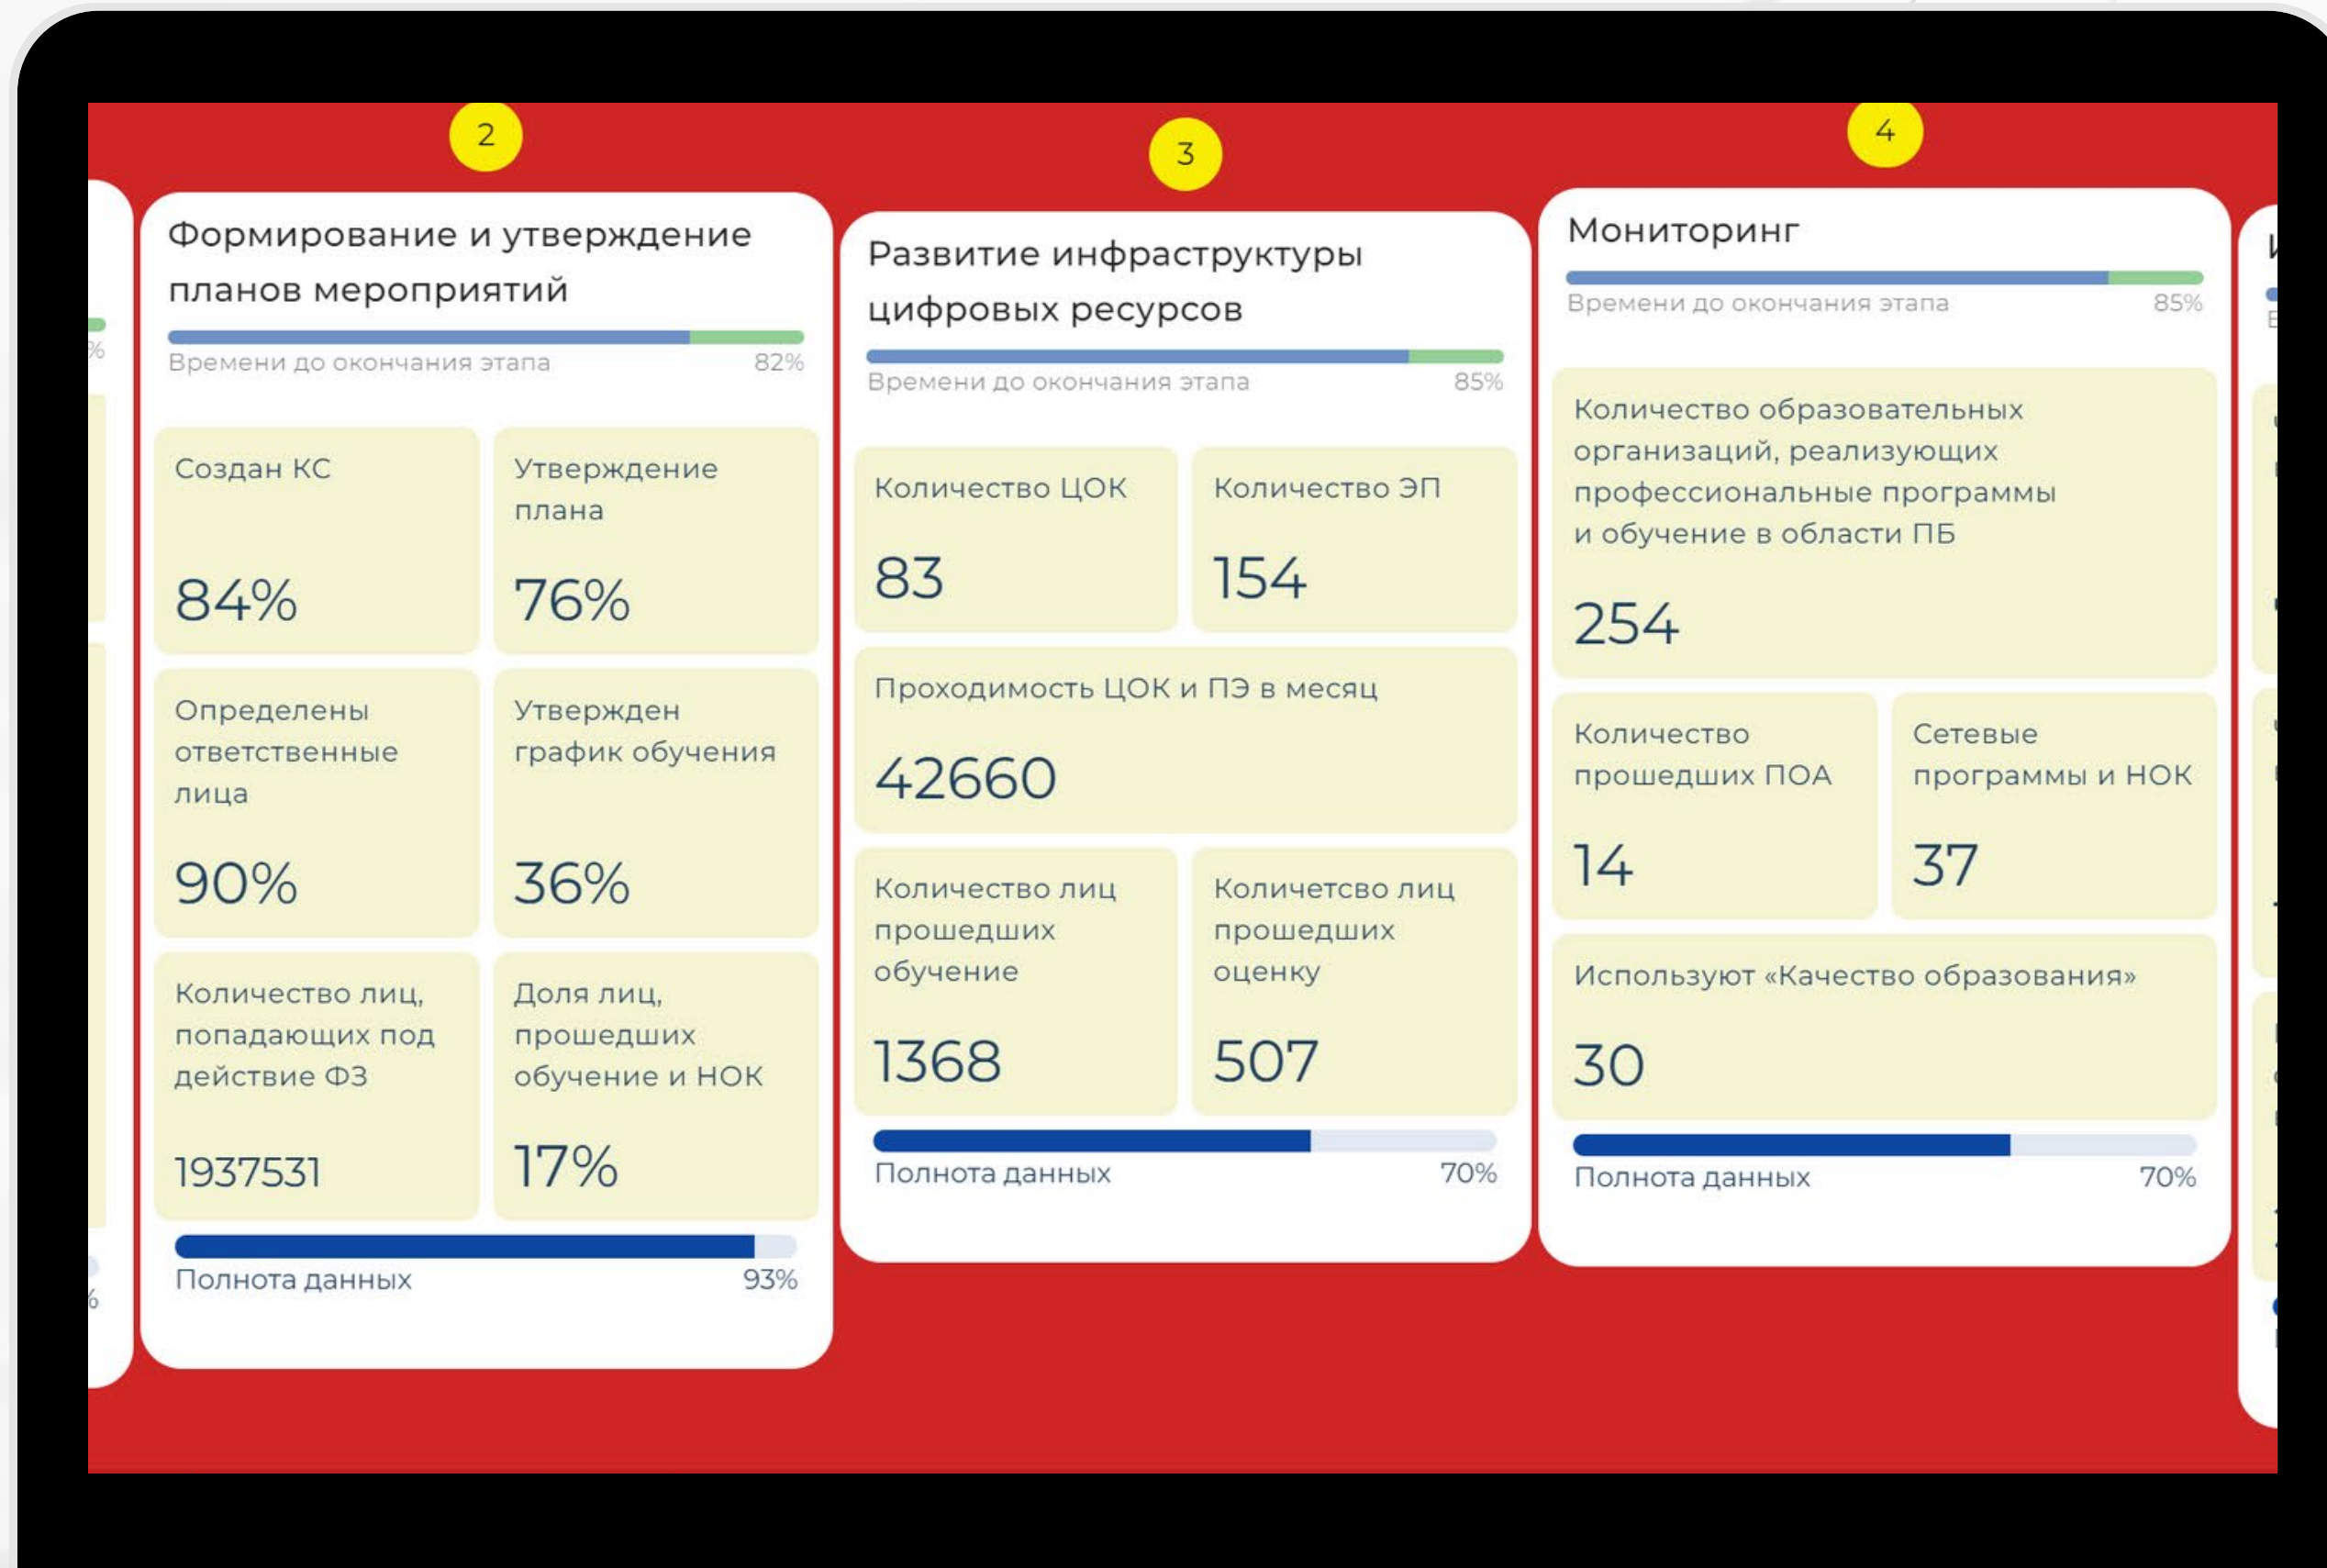 2
Формирование и утверждение
планов мероприятий
Времени до окончания этапа 82%
Создан КС
84%
Утверждение
плана
76%
Определены
ответственные
лица
90%
Утвержден
график обучения
36%
Количество лиц,
попадающих под
действие ФЗ
1937531
Доля лиц,
прошедших
обучение и НОК
17%
Полнота данных 93%
3
Развитие инфраструктуры
цифровых ресурсов
Времени до окончания этапа 85%
Количество ЦОК
83
Количество ЭП
154
Проходимость ЦОК и ПЭ в месяц
42660
Количество лиц
прошедших
обучение
1368
Количетсво лиц
прошедших
оценку
507
Полнота данных 70%
4
Мониторинг
Времени до окончания этапа 85%
Количество образовательных
организаций, реализующих
профессиональные программы
и обучение в области ПБ
254
Количество
прошедших ПОА
14
Сетевые
программы и НОК
37
Используют «Качество образования»
30
Полнота данных 70%